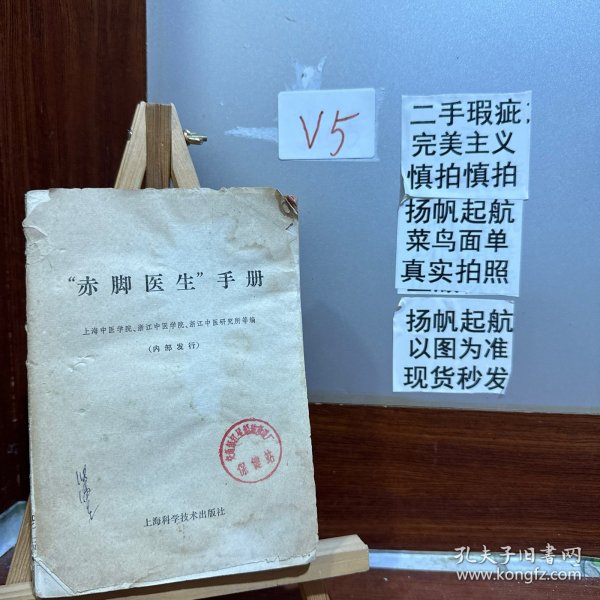 V5
二手瑕疵
完美主义
慎拍慎拍
扬帆起航
菜鸟面单
真实拍照
扬帆起航
以图为准
现货秒发
“赤脚医生”手册
上海中医学院、浙江中医学院、浙江中医研究所等编
（内部发行）
保健站
上海科学技术出版社
孔夫子旧书网
www.kongfz.com